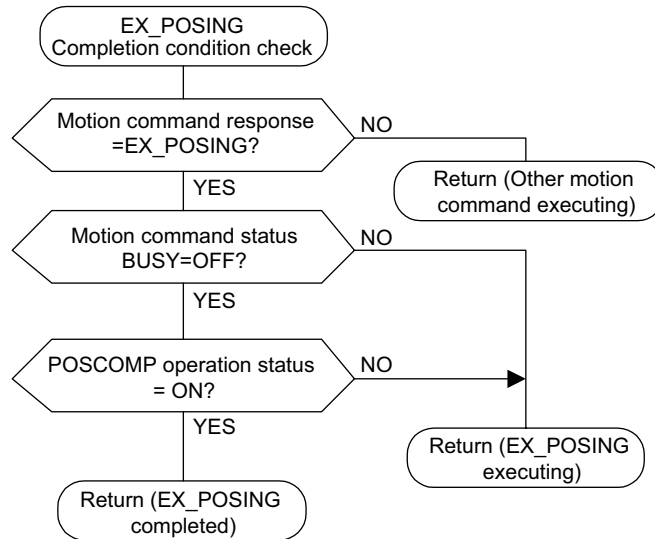 EX_POSING
Completion condition check
Motion command response
=EX_POSING?
NO
Return (Other motion
command executing)
YES
Motion command status
BUSY=OFF?
NO
YES
POSCOMP operation status
= ON?
NO
YES
Return (EX_POSING
executing)
Return (EX_POSING
completed)